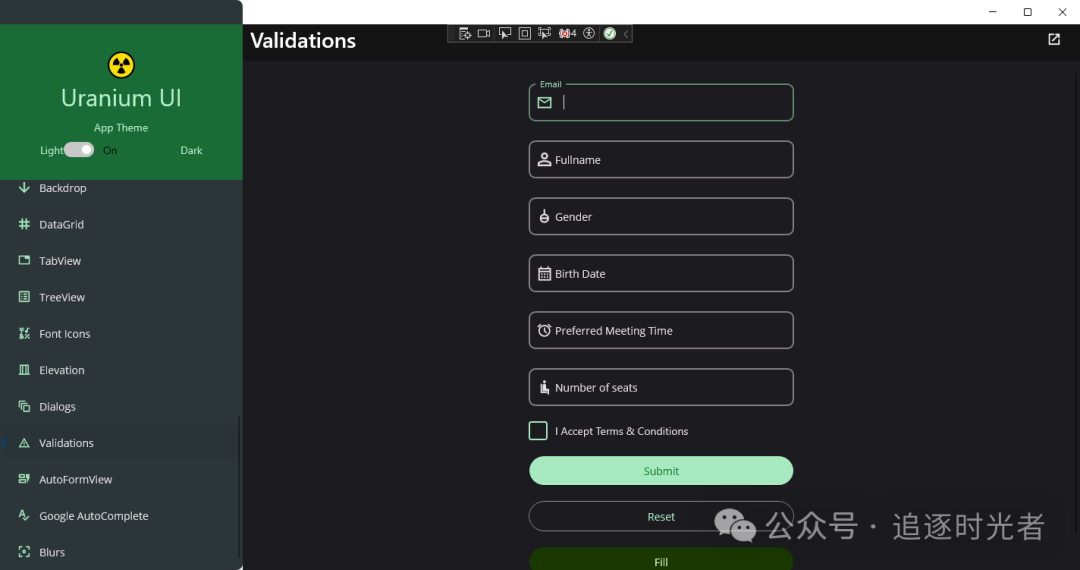 Uranium UI
App Theme
Light On Dark
Backdrop
DataGrid
TabView
TreeView
Font Icons
Elevation
Dialogs
Validations
AutoFormView
Google AutoComplete
Blurs
Validations
4
Email
Fullname
Gender
Birth Date
Preferred Meeting Time
Number of seats
I Accept Terms & Conditions
Submit
Reset
Fill
公众号 · 追逐时光者